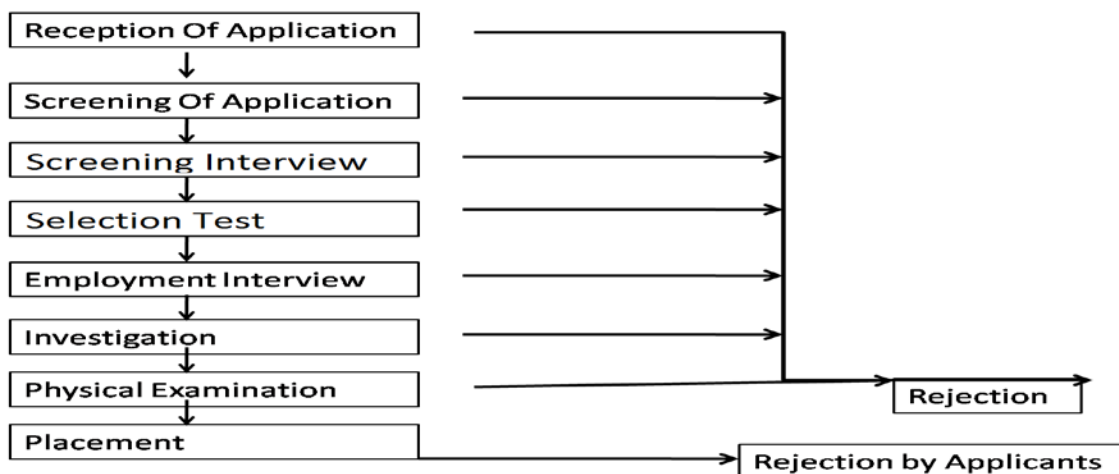 Reception Of Application
Screening Of Application
Screening Interview
Selection Test
Employment Interview
Investigation
Physical Examination
Rejection
Placement
Rejection by Applicants